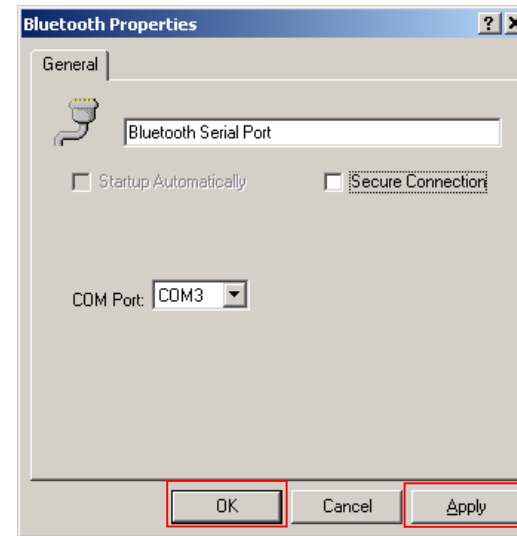 Bluetooth Properties
General
Bluetooth Serial Port
Startup Automatically
Secure Connection
COM Port: COM3
OK Cancel Apply